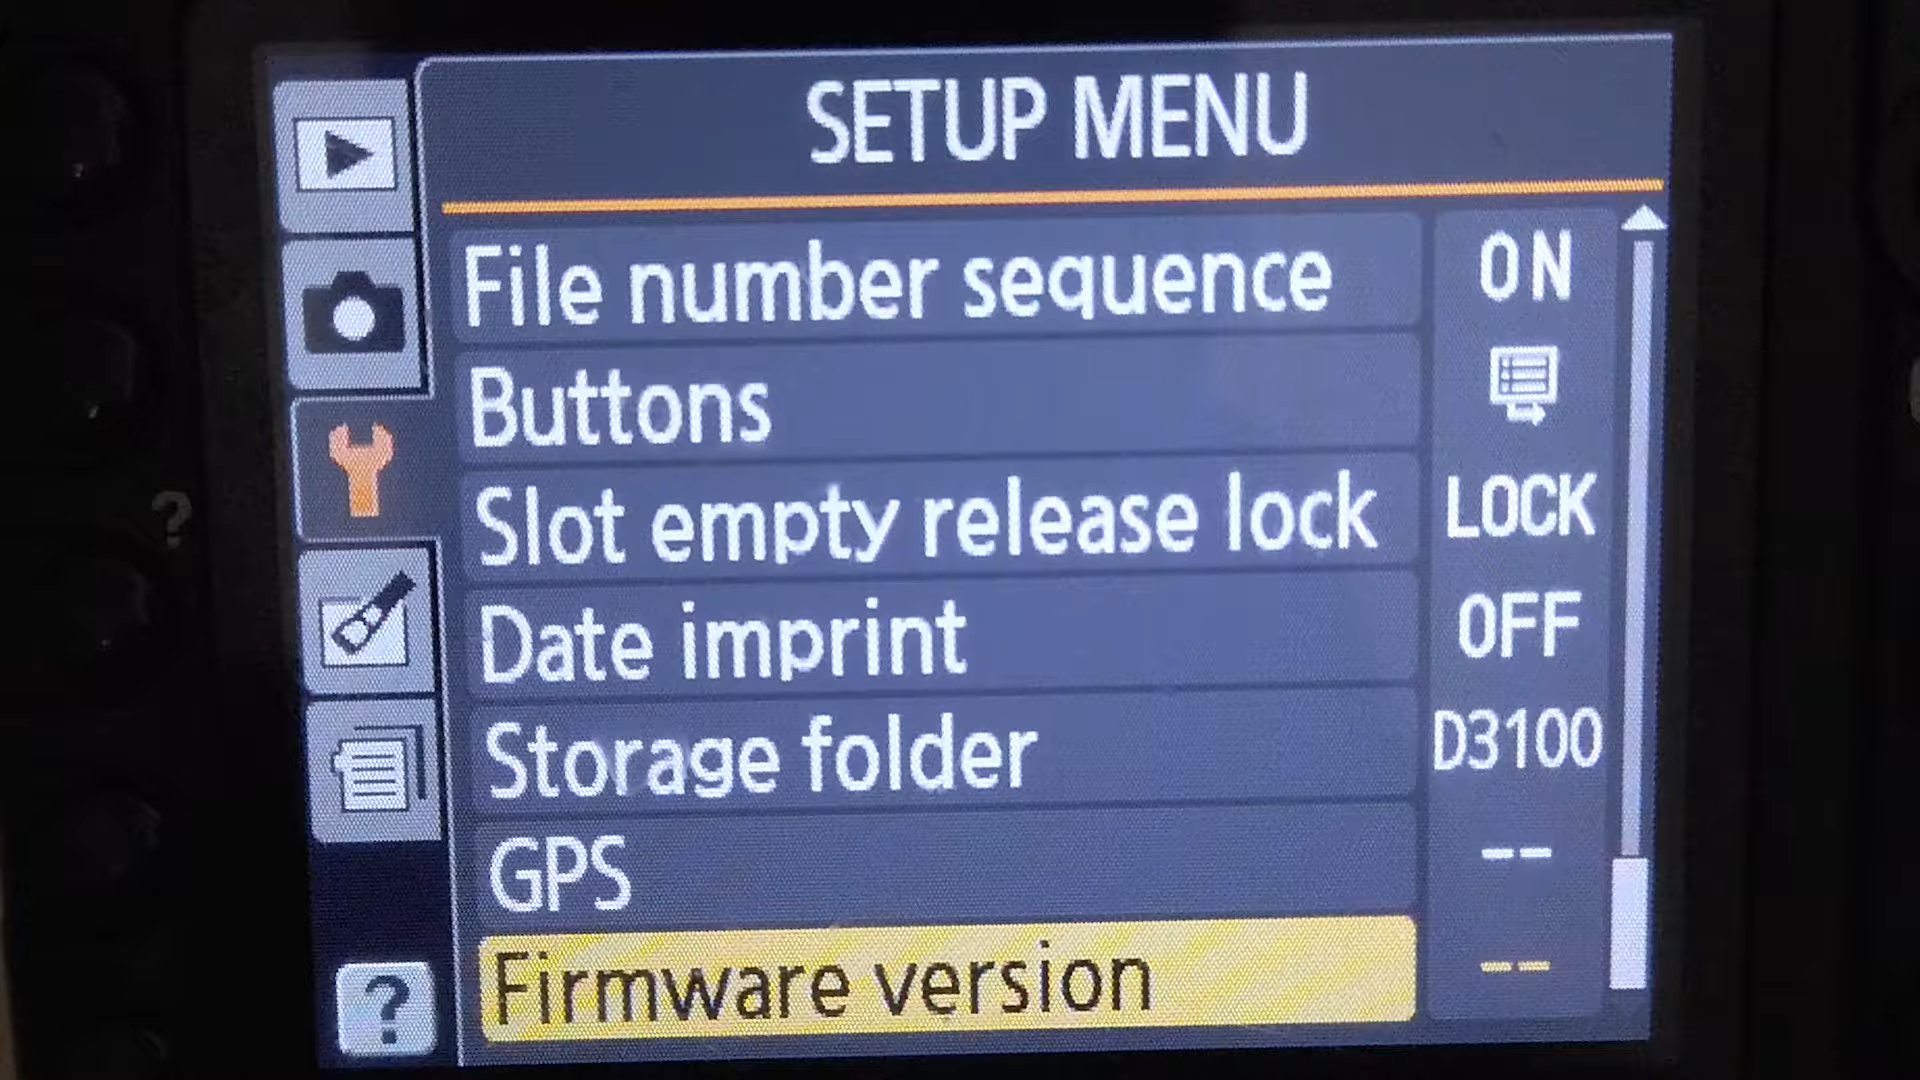 SETUP MENU
File number sequence ON
Buttons
Slot empty release lock LOCK
Date imprint OFF
Storage folder D3100
GPS --
Firmware version --
?
?